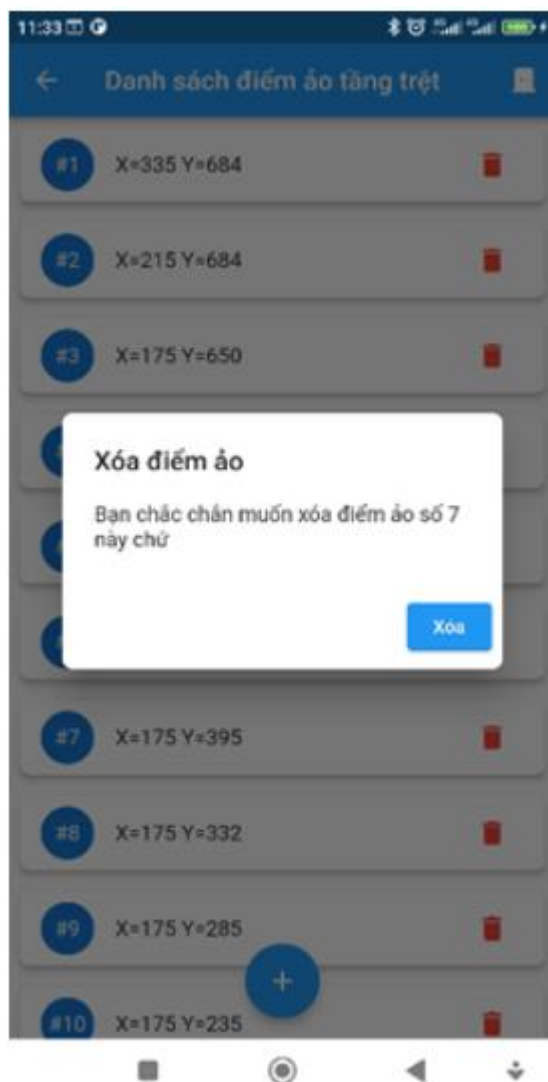 11:33
Danh sách điểm ảo tầng trệt
#1 X=335 Y=684
#2 X=215 Y=684
#3 X=175 Y=650
Xóa điểm ảo
Bạn chắc chắn muốn xóa điểm ảo số 7
này chứ
Xóa
#7 X=175 Y=395
#8 X=175 Y=332
#9 X=175 Y=285
+
#10 X=175 Y=235